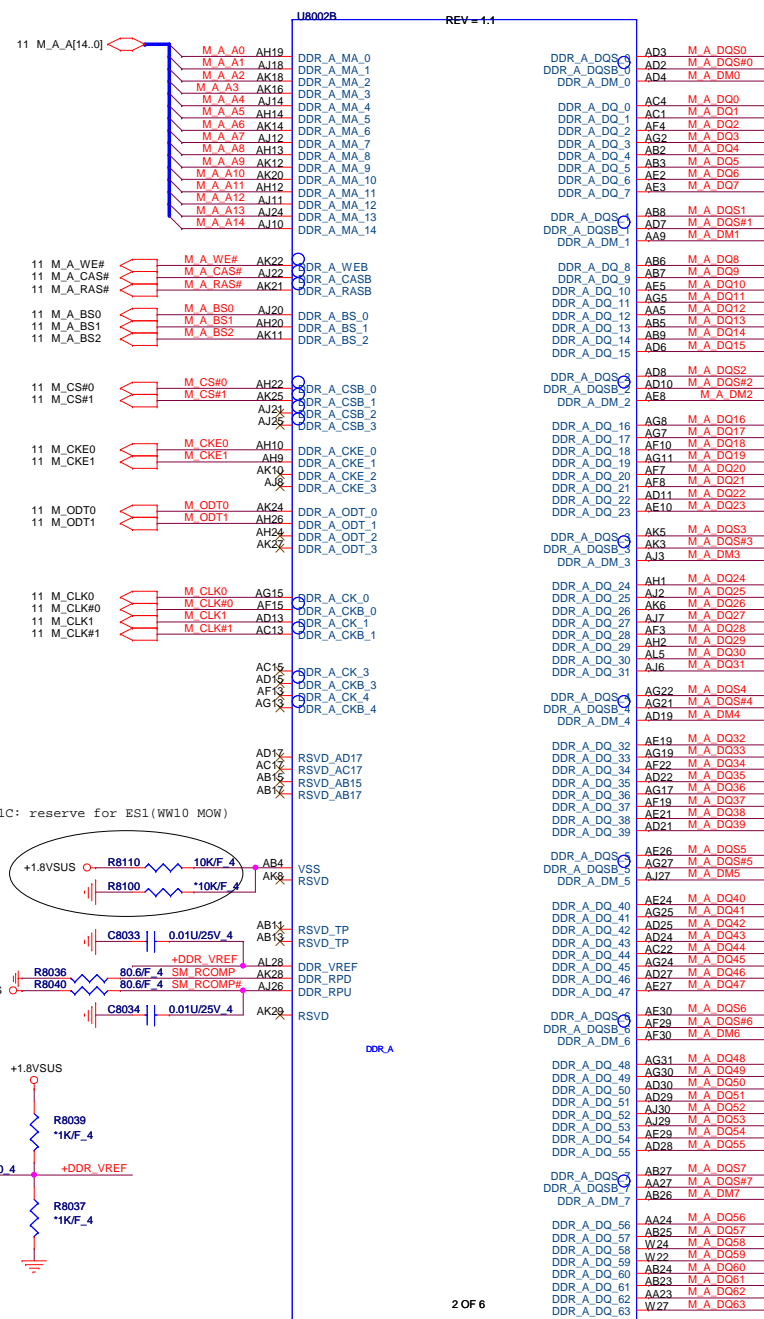 U8002B
REV = 1.1
11 M_A_A[14..0]
M_A_A0 AH19 DDR_A_MA_0
M_A_A1 AJ18 DDR_A_MA_1
M_A_A2 AK18 DDR_A_MA_2
M_A_A3 AK16 DDR_A_MA_3
M_A_A4 AJ14 DDR_A_MA_4
M_A_A5 AH14 DDR_A_MA_5
M_A_A6 AK14 DDR_A_MA_6
M_A_A7 AJ12 DDR_A_MA_7
M_A_A8 AH13 DDR_A_MA_8
M_A_A9 AK12 DDR_A_MA_9
M_A_A10 AK20 DDR_A_MA_10
M_A_A11 AH12 DDR_A_MA_11
M_A_A12 AJ11 DDR_A_MA_12
M_A_A13 AJ24 DDR_A_MA_13
M_A_A14 AJ10 DDR_A_MA_14
11 M_A_WE# M_A_WE# AK22 DDR_A_WEB
11 M_A_CAS# M_A_CAS# AJ22 DDR_A_CASB
11 M_A_RAS# M_A_RAS# AK21 DDR_A_RASB
11 M_A_BS0 M_A_BS0 AJ20 DDR_A_BS_0
11 M_A_BS1 M_A_BS1 AH20 DDR_A_BS_1
11 M_A_BS2 M_A_BS2 AK11 DDR_A_BS_2
11 M_CS#0 M_CS#0 AH22 DDR_A_CSB_0
11 M_CS#1 M_CS#1 AK25 DDR_A_CSB_1
AJ21 DDR_A_CSB_2
AJ25 DDR_A_CSB_3
11 M_CKE0 M_CKE0 AH10 DDR_A_CKE_0
11 M_CKE1 M_CKE1 AH9 DDR_A_CKE_1
AK10 DDR_A_CKE_2
AJ8 DDR_A_CKE_3
11 M_ODT0 M_ODT0 AK24 DDR_A_ODT_0
11 M_ODT1 M_ODT1 AH26 DDR_A_ODT_1
AH24 DDR_A_ODT_2
AK27 DDR_A_ODT_3
11 M_CLK0 M_CLK0 AG15 DDR_A_CK_0
11 M_CLK#0 M_CLK#0 AF15 DDR_A_CKB_0
11 M_CLK1 M_CLK1 AD13 DDR_A_CK_1
11 M_CLK#1 M_CLK#1 AC13 DDR_A_CKB_1
AC15 DDR_A_CK_3
AD15 DDR_A_CKB_3
AF13 DDR_A_CK_4
AG13 DDR_A_CKB_4
AD17 RSVD_AD17
AC17 RSVD_AC17
AB15 RSVD_AB15
AB17 RSVD_AB17
1C: reserve for ES1(WW10 MOW)
+1.8VSUS R8110 10K/F_4 AB4 VSS
R8100 *10K/F_4 AK8 RSVD
AB11 RSVD_TP
C8033 0.01U/25V_4 AB13 RSVD_TP
+DDR_VREF AL28 DDR_VREF
R8036 80.6/F_4 SM_RCOMP AK28 DDR_RPD
R8040 80.6/F_4 SM_RCOMP# AJ26 DDR_RPU
C8034 0.01U/25V_4 AK29 RSVD
DDR_A
+1.8VSUS
R8039
*1K/F_4
+DDR_VREF
R8037
*1K/F_4
DDR_A_DQS_0 AD3 M_A_DQS0
DDR_A_DQSB_0 AD2 M_A_DQS#0
DDR_A_DM_0 AD4 M_A_DM0
DDR_A_DQ_0 AC4 M_A_DQ0
DDR_A_DQ_1 AC1 M_A_DQ1
DDR_A_DQ_2 AF4 M_A_DQ2
DDR_A_DQ_3 AG2 M_A_DQ3
DDR_A_DQ_4 AB2 M_A_DQ4
DDR_A_DQ_5 AB3 M_A_DQ5
DDR_A_DQ_6 AE2 M_A_DQ6
DDR_A_DQ_7 AE3 M_A_DQ7
DDR_A_DQS_1 AB8 M_A_DQS1
DDR_A_DQSB_1 AD7 M_A_DQS#1
DDR_A_DM_1 AA9 M_A_DM1
DDR_A_DQ_8 AB6 M_A_DQ8
DDR_A_DQ_9 AB7 M_A_DQ9
DDR_A_DQ_10 AE5 M_A_DQ10
DDR_A_DQ_11 AG5 M_A_DQ11
DDR_A_DQ_12 AA5 M_A_DQ12
DDR_A_DQ_13 AB5 M_A_DQ13
DDR_A_DQ_14 AB9 M_A_DQ14
DDR_A_DQ_15 AD6 M_A_DQ15
DDR_A_DQS_2 AD8 M_A_DQS2
DDR_A_DQSB_2 AD10 M_A_DQS#2
DDR_A_DM_2 AE8 M_A_DM2
DDR_A_DQ_16 AG8 M_A_DQ16
DDR_A_DQ_17 AG7 M_A_DQ17
DDR_A_DQ_18 AF10 M_A_DQ18
DDR_A_DQ_19 AG11 M_A_DQ19
DDR_A_DQ_20 AF7 M_A_DQ20
DDR_A_DQ_21 AF8 M_A_DQ21
DDR_A_DQ_22 AD11 M_A_DQ22
DDR_A_DQ_23 AE10 M_A_DQ23
DDR_A_DQS_3 AK5 M_A_DQS3
DDR_A_DQSB_3 AK3 M_A_DQS#3
DDR_A_DM_3 AJ3 M_A_DM3
DDR_A_DQ_24 AH1 M_A_DQ24
DDR_A_DQ_25 AJ2 M_A_DQ25
DDR_A_DQ_26 AK6 M_A_DQ26
DDR_A_DQ_27 AJ7 M_A_DQ27
DDR_A_DQ_28 AF3 M_A_DQ28
DDR_A_DQ_29 AH2 M_A_DQ29
DDR_A_DQ_30 AL5 M_A_DQ30
DDR_A_DQ_31 AJ6 M_A_DQ31
DDR_A_DQS_4 AG22 M_A_DQS4
DDR_A_DQSB_4 AG21 M_A_DQS#4
DDR_A_DM_4 AD19 M_A_DM4
DDR_A_DQ_32 AE19 M_A_DQ32
DDR_A_DQ_33 AG19 M_A_DQ33
DDR_A_DQ_34 AF22 M_A_DQ34
DDR_A_DQ_35 AD22 M_A_DQ35
DDR_A_DQ_36 AG17 M_A_DQ36
DDR_A_DQ_37 AF19 M_A_DQ37
DDR_A_DQ_38 AE21 M_A_DQ38
DDR_A_DQ_39 AD21 M_A_DQ39
DDR_A_DQS_5 AE26 M_A_DQS5
DDR_A_DQSB_5 AG27 M_A_DQS#5
DDR_A_DM_5 AJ27 M_A_DM5
DDR_A_DQ_40 AE24 M_A_DQ40
DDR_A_DQ_41 AG25 M_A_DQ41
DDR_A_DQ_42 AD25 M_A_DQ42
DDR_A_DQ_43 AD24 M_A_DQ43
DDR_A_DQ_44 AC22 M_A_DQ44
DDR_A_DQ_45 AG24 M_A_DQ45
DDR_A_DQ_46 AD27 M_A_DQ46
DDR_A_DQ_47 AE27 M_A_DQ47
DDR_A_DQS_6 AE30 M_A_DQS6
DDR_A_DQSB_6 AF29 M_A_DQS#6
DDR_A_DM_6 AF30 M_A_DM6
DDR_A_DQ_48 AG31 M_A_DQ48
DDR_A_DQ_49 AG30 M_A_DQ49
DDR_A_DQ_50 AD30 M_A_DQ50
DDR_A_DQ_51 AD29 M_A_DQ51
DDR_A_DQ_52 AJ30 M_A_DQ52
DDR_A_DQ_53 AJ29 M_A_DQ53
DDR_A_DQ_54 AE29 M_A_DQ54
DDR_A_DQ_55 AD28 M_A_DQ55
DDR_A_DQS_7 AB27 M_A_DQS7
DDR_A_DQSB_7 AA27 M_A_DQS#7
DDR_A_DM_7 AB26 M_A_DM7
DDR_A_DQ_56 AA24 M_A_DQ56
DDR_A_DQ_57 AB25 M_A_DQ57
DDR_A_DQ_58 W24 M_A_DQ58
DDR_A_DQ_59 W22 M_A_DQ59
DDR_A_DQ_60 AB24 M_A_DQ60
DDR_A_DQ_61 AB23 M_A_DQ61
DDR_A_DQ_62 AA23 M_A_DQ62
DDR_A_DQ_63 W27 M_A_DQ63
2 OF 6